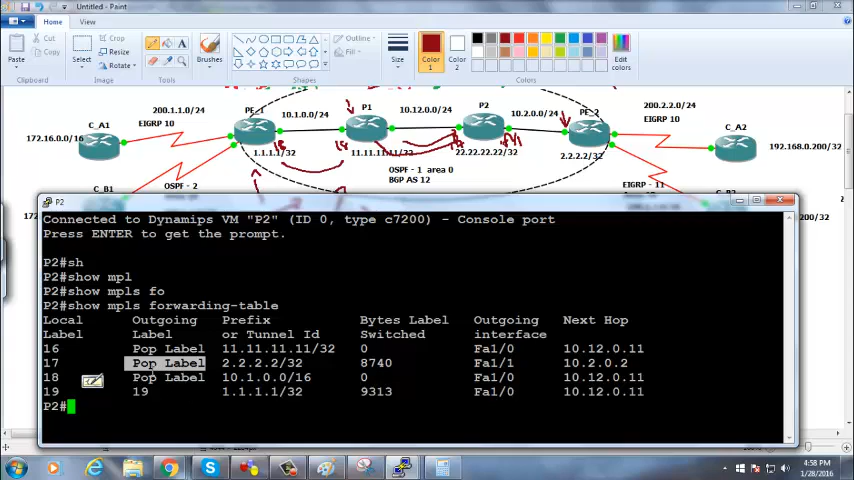 Untitled - Paint
Home
View
Cut
Copy
Paste
Clipboard
Select
Crop
Resize
Rotate
Image
Tools
Brushes
Outline
Fill
Shapes
Size
Color 1
Color 2
Colors
Edit colors
200.1.1.0/24
EIGRP 10
172.16.0.0/16
C_A1
PE_1
10.1.0.0/24
P1
10.12.0.0/24
P2
10.2.0.0/24
PE_2
200.2.2.0/24
EIGRP 10
C_A2
192.168.0.200/32
1.1.1.1/32
11.11.11.11/32
22.22.22.22/32
2.2.2.2/32
OSPF - 1 area 0
BGP AS 12
OSPF - 2
C_B1
EIGRP - 11
P2
Connected to Dynamips VM "P2" (ID 0, type c7200) - Console port
Press ENTER to get the prompt.
P2#sh
P2#show mpl
P2#show mpls fo
P2#show mpls forwarding-table
Local Outgoing Prefix Bytes Label Outgoing Next Hop
Label Label or Tunnel Id Switched interface
16 Pop Label 11.11.11.11/32 0 Fa1/0 10.12.0.11
17 Pop Label 2.2.2.2/32 8740 Fa1/1 10.2.0.2
18 Pop Label 10.1.0.0/16 0 Fa1/0 10.12.0.11
19 19 1.1.1.1/32 9313 Fa1/0 10.12.0.11
P2#
4:58 PM
1/28/2016